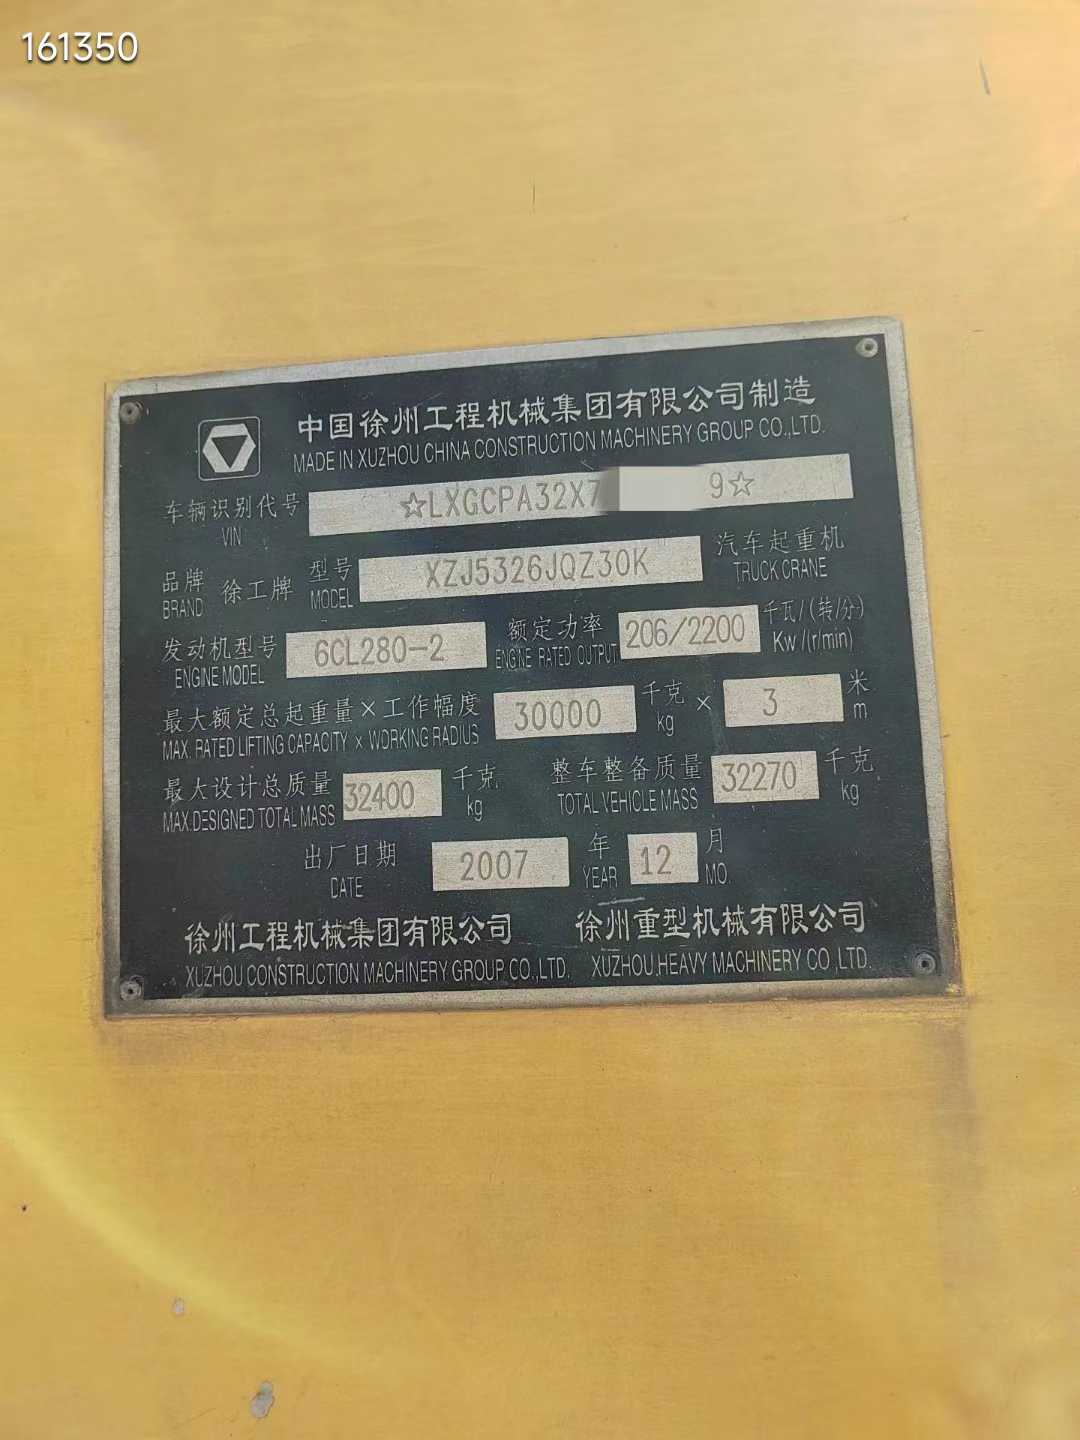 161350
中国徐州工程机械集团有限公司制造
MADE IN XUZHOU CHINA CONSTRUCTION MACHINERY GROUP CO.,LTD.
车辆识别代号 ☆LXGCPA32X7 9☆
VIN
品牌 徐工牌 型号 XZJ5326JQZ30K 汽车起重机
BRAND MODEL TRUCK CRANE
发动机型号 6CL280-2 额定功率 206/2200 千瓦/(转/分)
ENGINE MODEL ENGINE RATED OUTPUT Kw/(r/min)
最大额定总起重量×工作幅度 30000 千克 × 3 米
MAX. RATED LIFTING CAPACITY × WORKING RADIUS kg m
最大设计总质量 32400 千克 整车整备质量 32270 千克
MAX.DESIGNED TOTAL MASS kg TOTAL VEHICLE MASS kg
出厂日期 2007 年 12 月
DATE YEAR MO.
徐州工程机械集团有限公司 徐州重型机械有限公司
XUZHOU CONSTRUCTION MACHINERY GROUP CO.,LTD. XUZHOU HEAVY MACHINERY CO.,LTD.